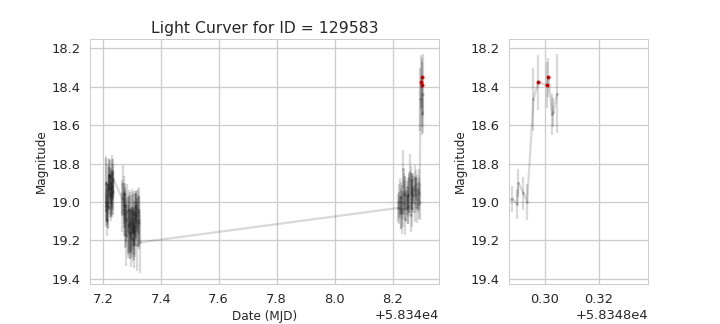 Light Curver for ID = 129583
18.2
18.4
18.6
18.8
19.0
19.2
19.4
Magnitude
7.2 7.4 7.6 7.8 8.0 8.2
+5.834e4
Date (MJD)
18.2
18.4
18.6
18.8
19.0
19.2
19.4
Magnitude
0.30 0.32
+5.8348e4